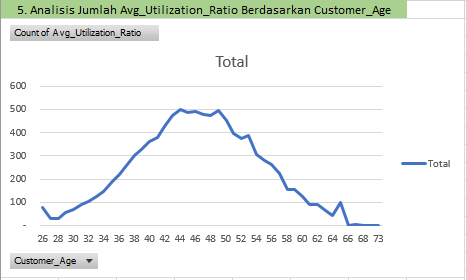 5. Analisis Jumlah Avg_Utilization_Ratio Berdasarkan Customer_Age
Count of Avg_Utilization_Ratio
Total
600
500
400
300
200
100
-
26 28 30 32 34 36 38 40 42 44 46 48 50 52 54 56 58 60 62 64 66 68 73
Total
Customer_Age